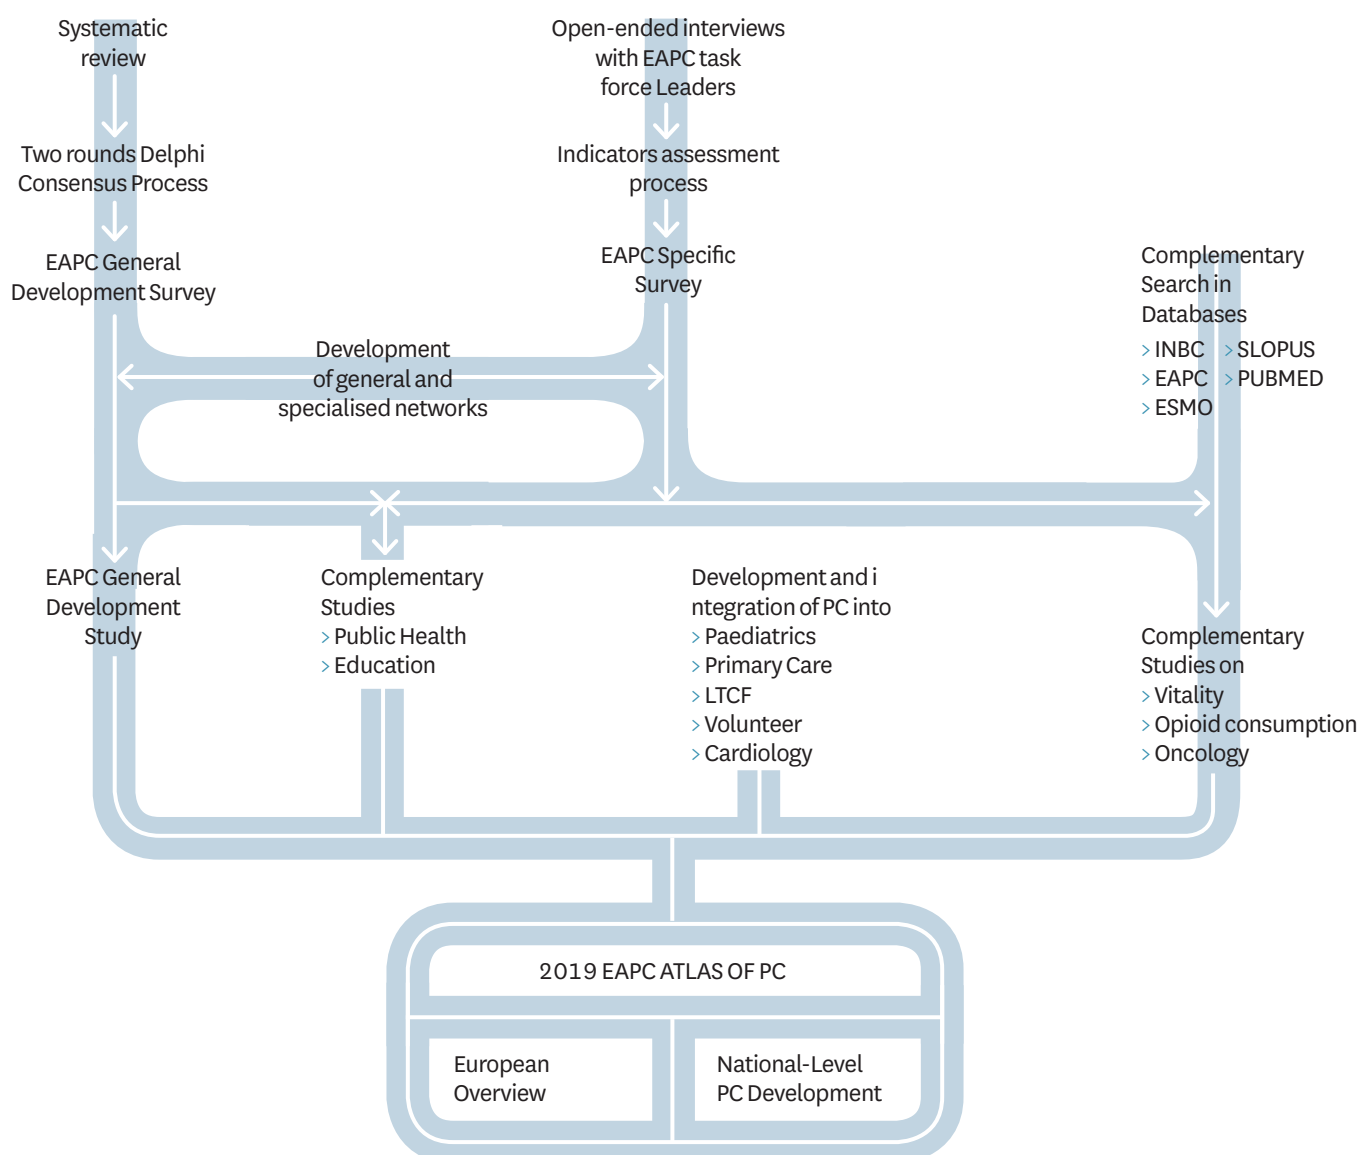 Systematic
review
Open-ended interviews
with EAPC task
force Leaders
Two rounds Delphi
Consensus Process
Indicators assessment
process
EAPC General
Development Survey
EAPC Specific
Survey
Complementary
Search in
Databases
> INBC > SLOPUS
> EAPC > PUBMED
> ESMO
Development
of general and
specialised networks
EAPC General
Development
Study
Complementary
Studies
> Public Health
> Education
Development and i
ntegration of PC into
> Paediatrics
> Primary Care
> LTCF
> Volunteer
> Cardiology
Complementary
Studies on
> Vitality
> Opioid consumption
> Oncology
2019 EAPC ATLAS OF PC
European
Overview
National-Level
PC Development